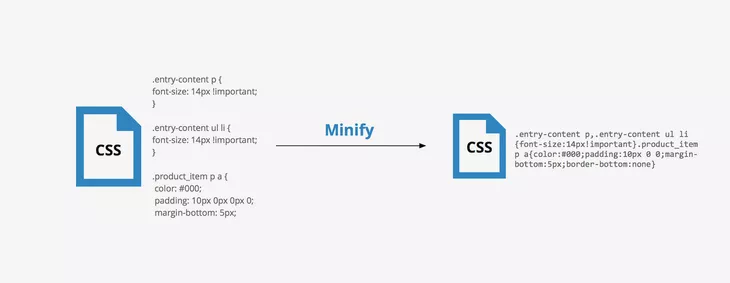 CSS
.entry-content p {
font-size: 14px !important;
}
.entry-content ul li {
font-size: 14px !important;
}
.product_item p a {
color: #000;
padding: 10px 0px 0px 0;
margin-bottom: 5px;
Minify
CSS
.entry-content p,.entry-content ul li
{font-size:14px!important}.product_item
p a{color:#000;padding:10px 0 0;margin-
bottom:5px;border-bottom:none}